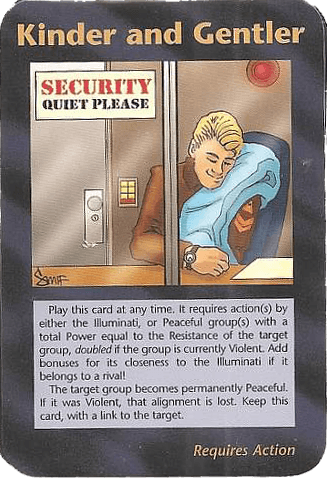 Kinder and Gentler
SECURITY
QUIET PLEASE
Play this card at any time. It requires action(s) by
either the Illuminati, or Peaceful group(s) with a
total Power equal to the Resistance of the target
group, doubled if the group is currently Violent. Add
bonuses for its closeness to the Illuminati if it
belongs to a rival!
The target group becomes permanently Peaceful.
If it was Violent, that alignment is lost. Keep this
card, with a link to the target.
Requires Action